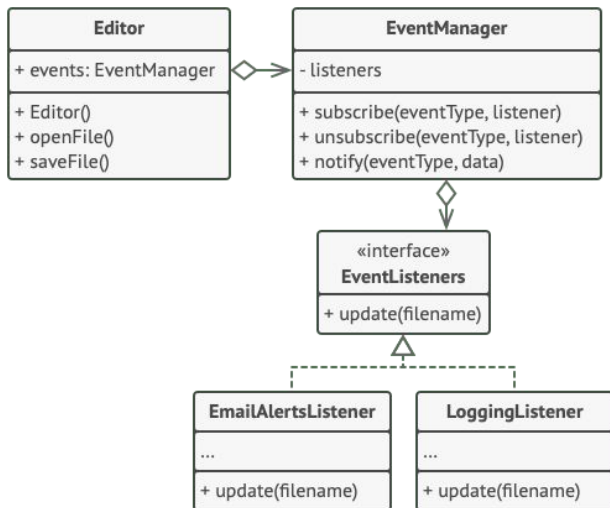 Editor
+ events: EventManager
+ Editor()
+ openFile()
+ saveFile()
EventManager
- listeners
+ subscribe(eventType, listener)
+ unsubscribe(eventType, listener)
+ notify(eventType, data)
«interface»
EventListeners
+ update(filename)
EmailAlertsListener
...
+ update(filename)
LoggingListener
...
+ update(filename)